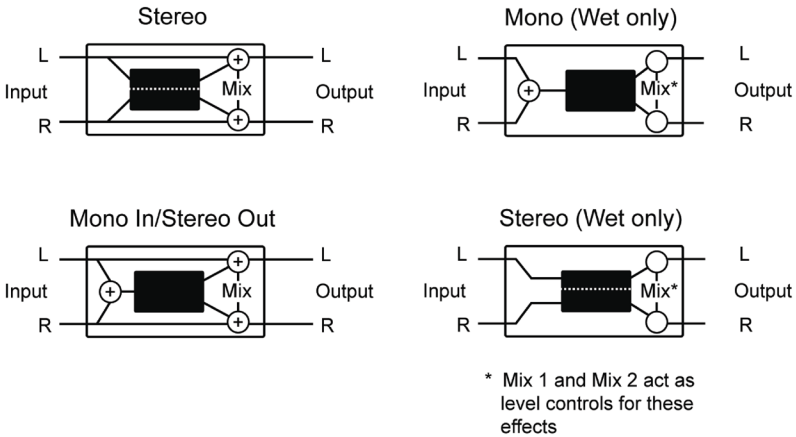 Stereo
L
L
Input
Mix
Output
R
R
Mono (Wet only)
L
L
Input
+
Mix*
Output
R
R
Mono In/Stereo Out
L
L
Input
+
Mix
Output
R
R
Stereo (Wet only)
L
L
Input
Mix*
Output
R
R
* Mix 1 and Mix 2 act as
level controls for these
effects